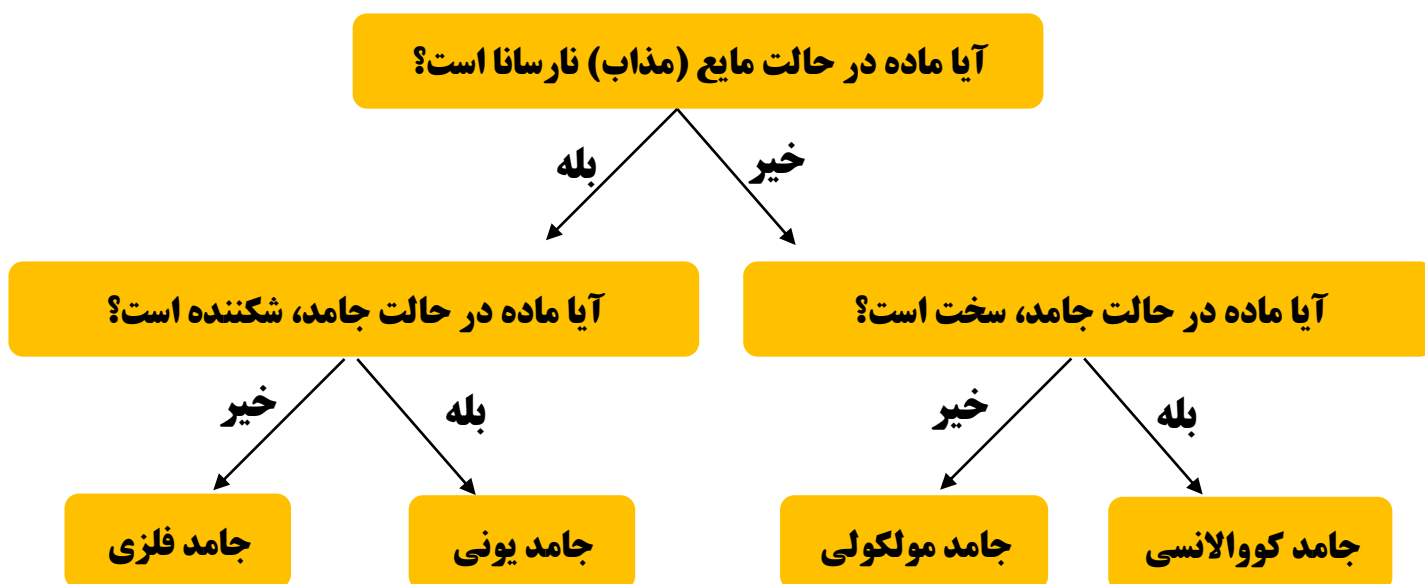 آیا ماده در حالت مایع (مذاب) نارسانا است؟
خیر
بله
آیا ماده در حالت جامد، سخت است؟
آیا ماده در حالت جامد، شکننده است؟
بله
خیر
بله
خیر
جامد کووالانسی
جامد مولکولی
جامد یونی
جامد فلزی